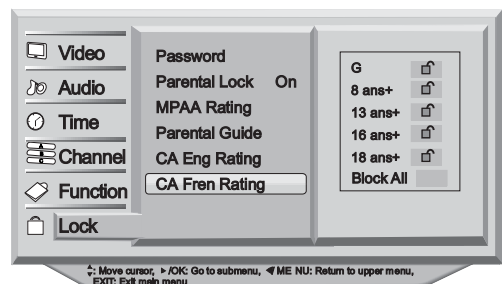 Video
Audio
Time
Channel
Function
Lock
Password
Parental Lock On
MPAA Rating
Parental Guide
CA Eng Rating
CA Fren Rating
G
8 ans+
13 ans+
16 ans+
18 ans+
Block All
: Move cursor, ►/OK: Go to submenu, ◄ ME NU: Return to upper menu,
EXIT: Exit main menu